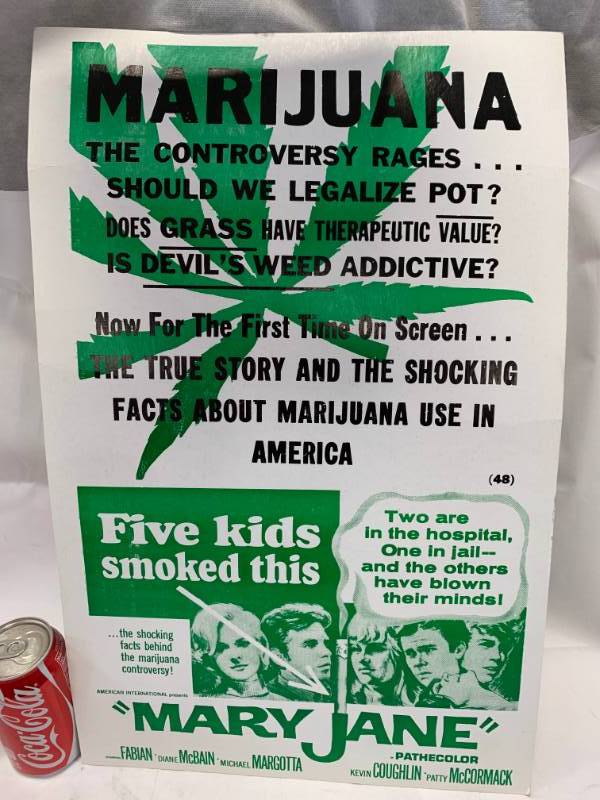 MARIJUANA
THE CONTROVERSY RAGES . . .
SHOULD WE LEGALIZE POT?
DOES GRASS HAVE THERAPEUTIC VALUE?
IS DEVIL'S WEED ADDICTIVE?
Now For The First Time On Screen . . .
THE TRUE STORY AND THE SHOCKING
FACTS ABOUT MARIJUANA USE IN
AMERICA
(48)
Five kids
smoked this
Two are
in the hospital,
One in jail--
and the others
have blown
their minds!
...the shocking
facts behind
the marijuana
controversy!
AMERICAN INTERNATIONAL presents
"MARY JANE"
PATHECOLOR
FABIAN · DIANE McBAIN · MICHAEL MARGOTTA
KEVIN COUGHLIN · PATTY McCORMACK
Coca-Cola